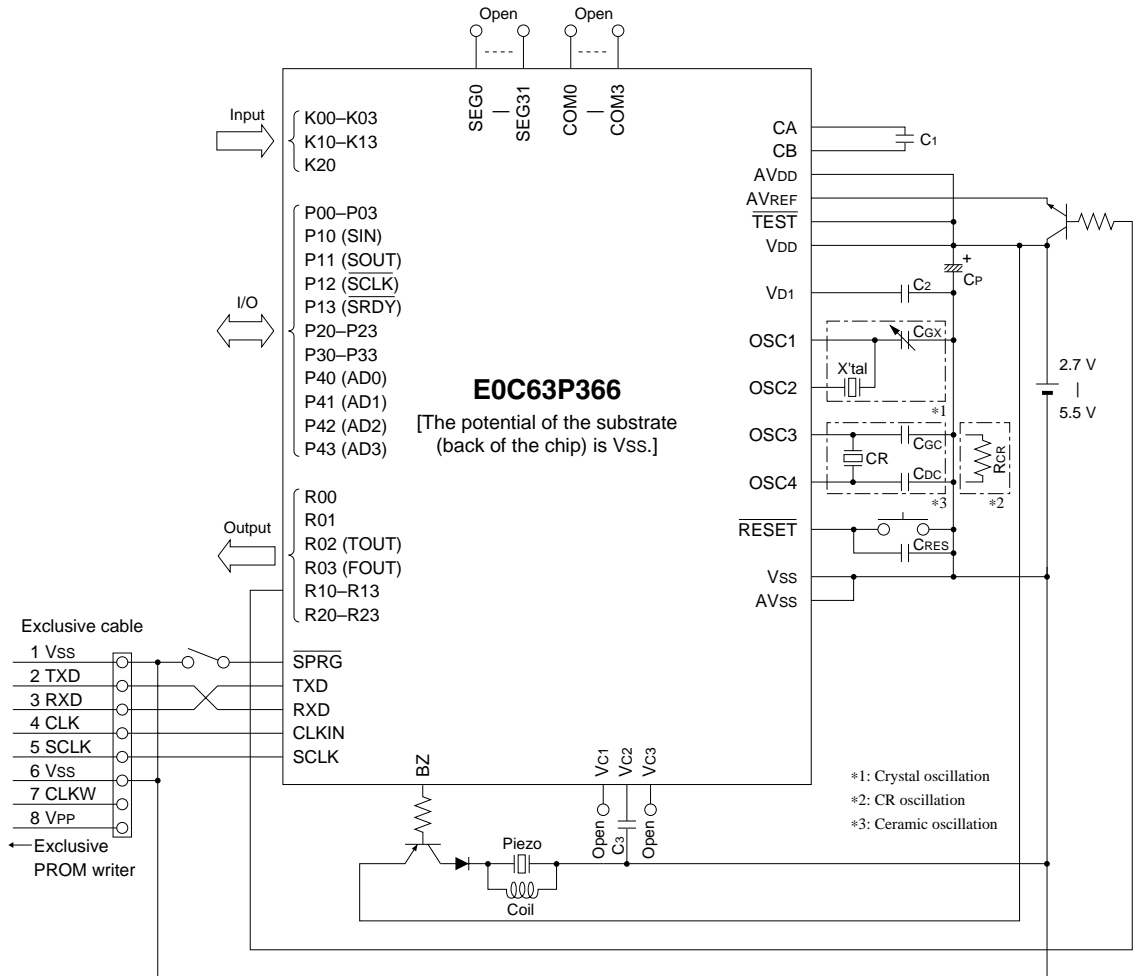 Open
Open
SEG0
—
SEG31
COM0
—
COM3
Input
K00–K03
K10–K13
K20
I/O
P00–P03
P10 (SIN)
P11 (SOUT)
P12 (SCLK)
P13 (SRDY)
P20–P23
P30–P33
P40 (AD0)
P41 (AD1)
P42 (AD2)
P43 (AD3)
Output
R00
R01
R02 (TOUT)
R03 (FOUT)
R10–R13
R20–R23
E0C63P366
[The potential of the substrate
(back of the chip) is VSS.]
CA
CB
C1
AVDD
AVREF
TEST
VDD
+
CP
VD1
C2
OSC1
CGX
X'tal
OSC2
*1
OSC3
CGC
CR
OSC4
CDC
*3
RCR
*2
RESET
CRES
VSS
AVSS
2.7 V
|
5.5 V
Exclusive cable
1 VSS
2 TXD
3 RXD
4 CLK
5 SCLK
6 VSS
7 CLKW
8 VPP
Exclusive
PROM writer
SPRG
TXD
RXD
CLKIN
SCLK
BZ
VC1
VC2
VC3
Open
C3
Open
Piezo
Coil
*1: Crystal oscillation
*2: CR oscillation
*3: Ceramic oscillation